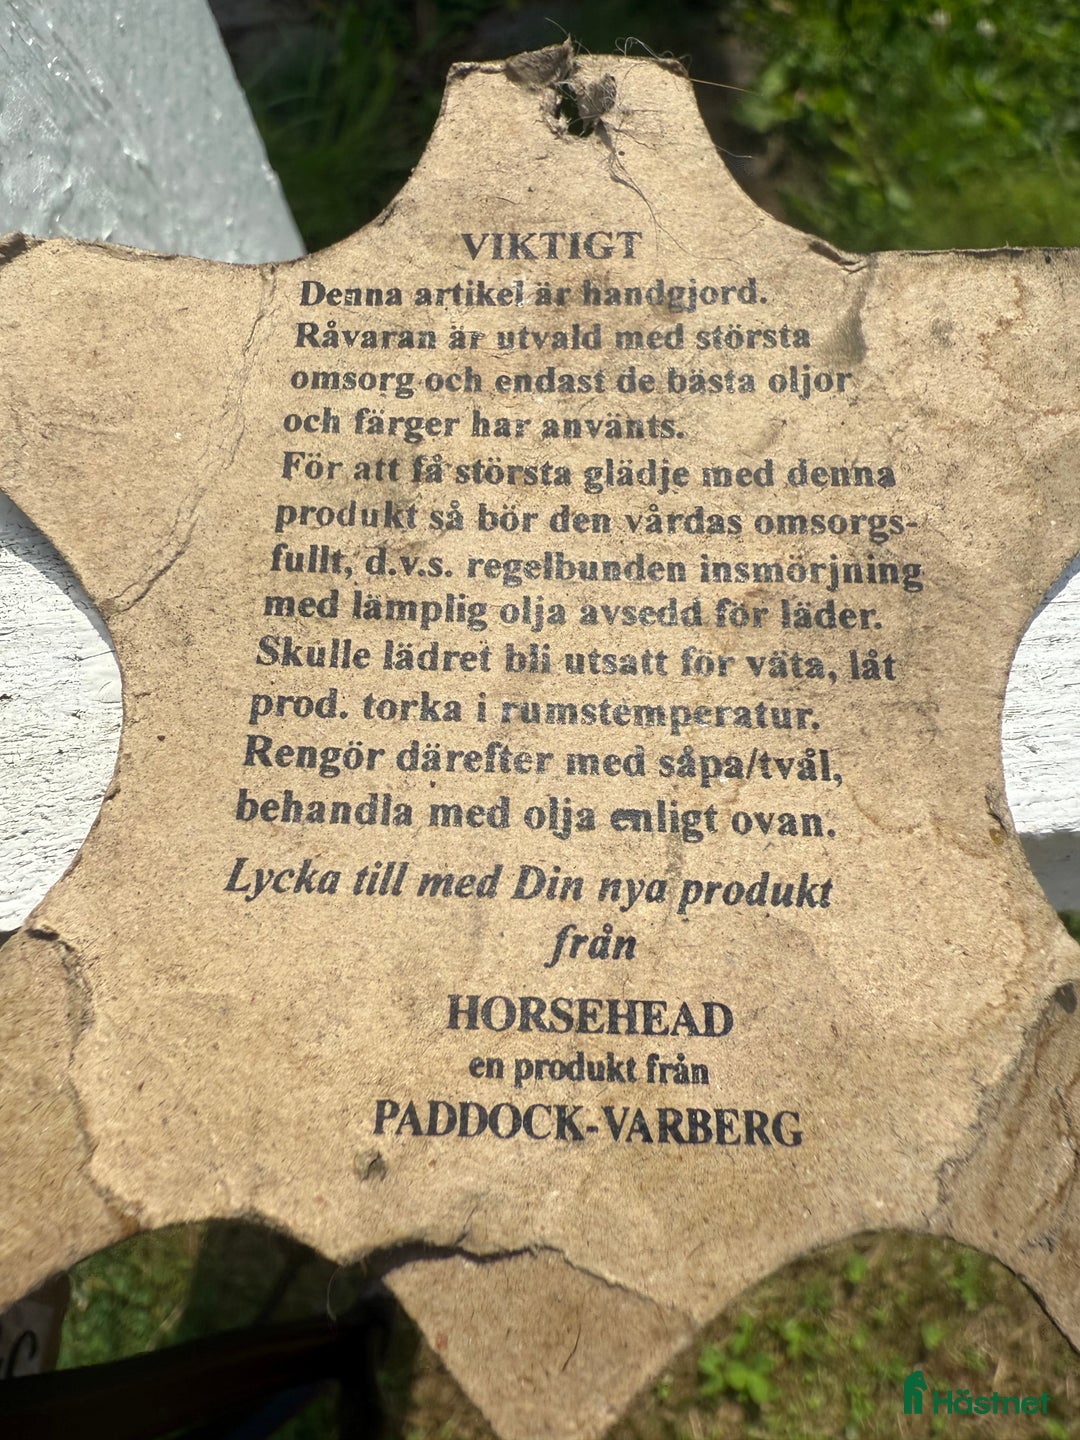 VIKTIGT
Denna artikel är handgjord.
Råvaran är utvald med största
omsorg och endast de bästa oljor
och färger har använts.
För att få största glädje med denna
produkt så bör den vårdas omsorgs-
fullt, d.v.s. regelbunden insmörjning
med lämplig olja avsedd för läder.
Skulle lädret bli utsatt för väta, låt
prod. torka i rumstemperatur.
Rengör därefter med såpa/tvål,
behandla med olja enligt ovan.
Lycka till med Din nya produkt
från
HORSEHEAD
en produkt från
PADDOCK-VARBERG
Hästnet